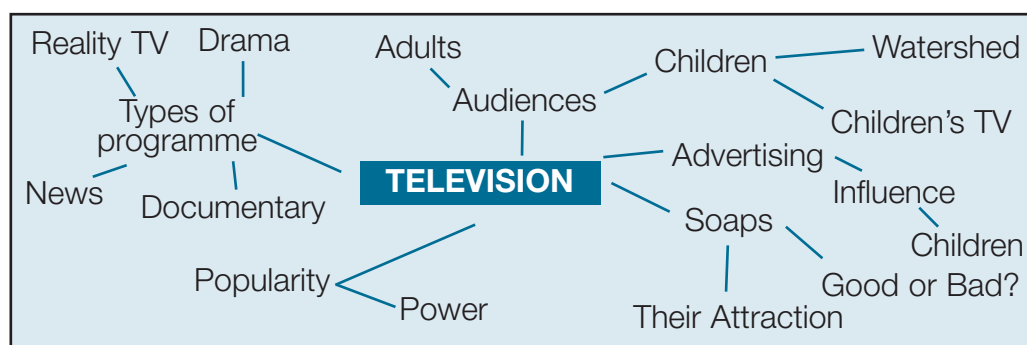 Reality TV
Drama
Types of
programme
News
Documentary
Adults
Audiences
Children
Watershed
Children's TV
TELEVISION
Advertising
Influence
Children
Soaps
Good or Bad?
Their Attraction
Popularity
Power